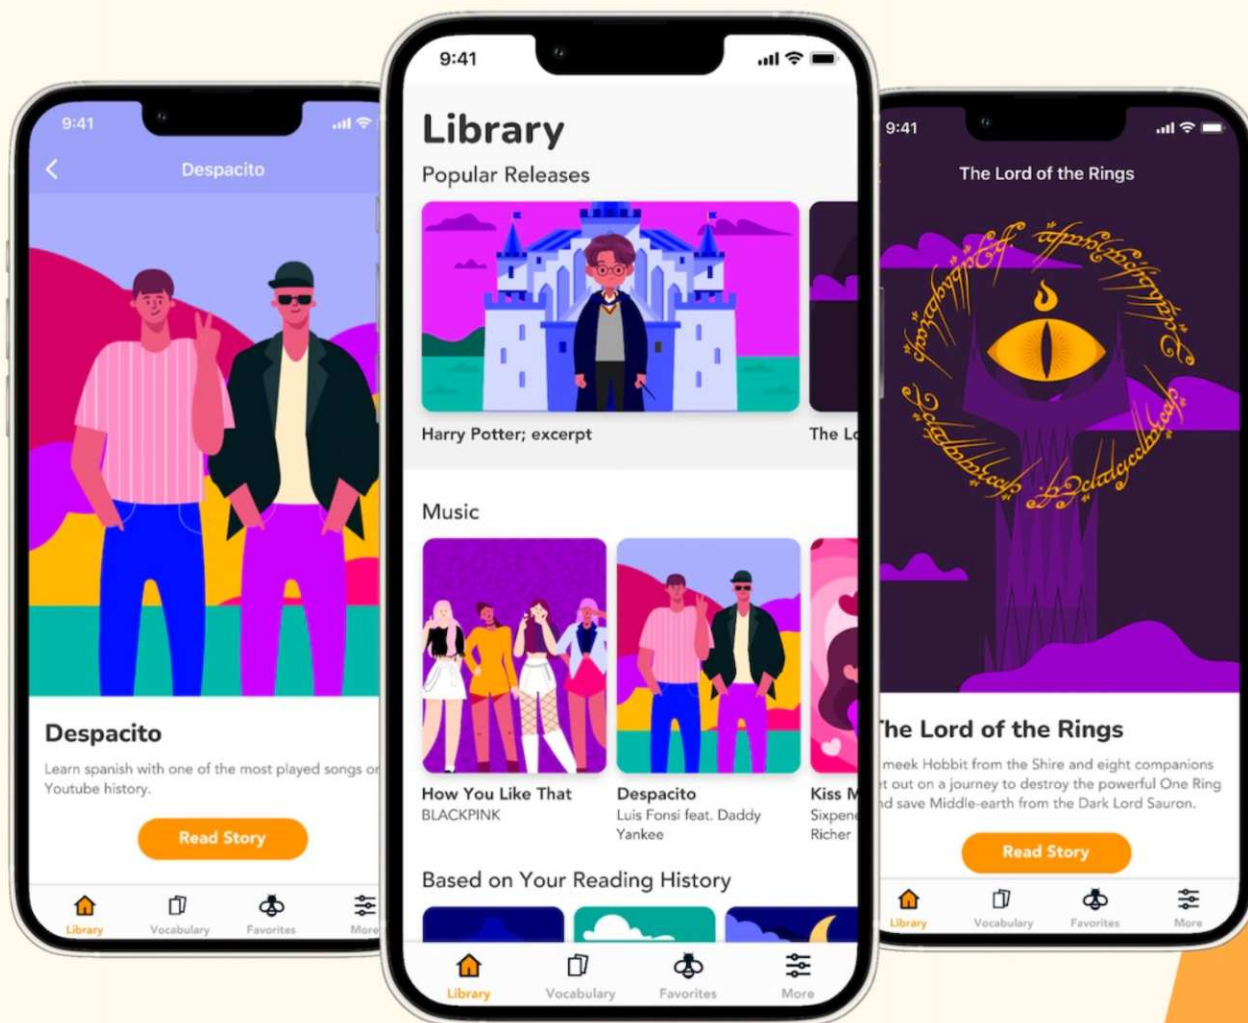 9:41
Despacito
Despacito
Learn spanish with one of the most played songs
Youtube history.
Read Story
Library
Vocabulary
Favorites
More
9:41
Library
Popular Releases
Harry Potter; excerpt
The
Music
How You Like That
BLACKPINK
Despacito
Luis Fonsi feat. Daddy
Yankee
Kiss
Richer
Based on Your Reading History
Library
Vocabulary
Favorites
More
9:41
The Lord of the Rings
The Lord of the Rings
meek Hobbit from the Shire and eight companions
out on a journey to destroy the powerful One Ring
save Middle-earth from the Dark Lord Sauron.
Read Story
Library
Vocabulary
Favorites
More